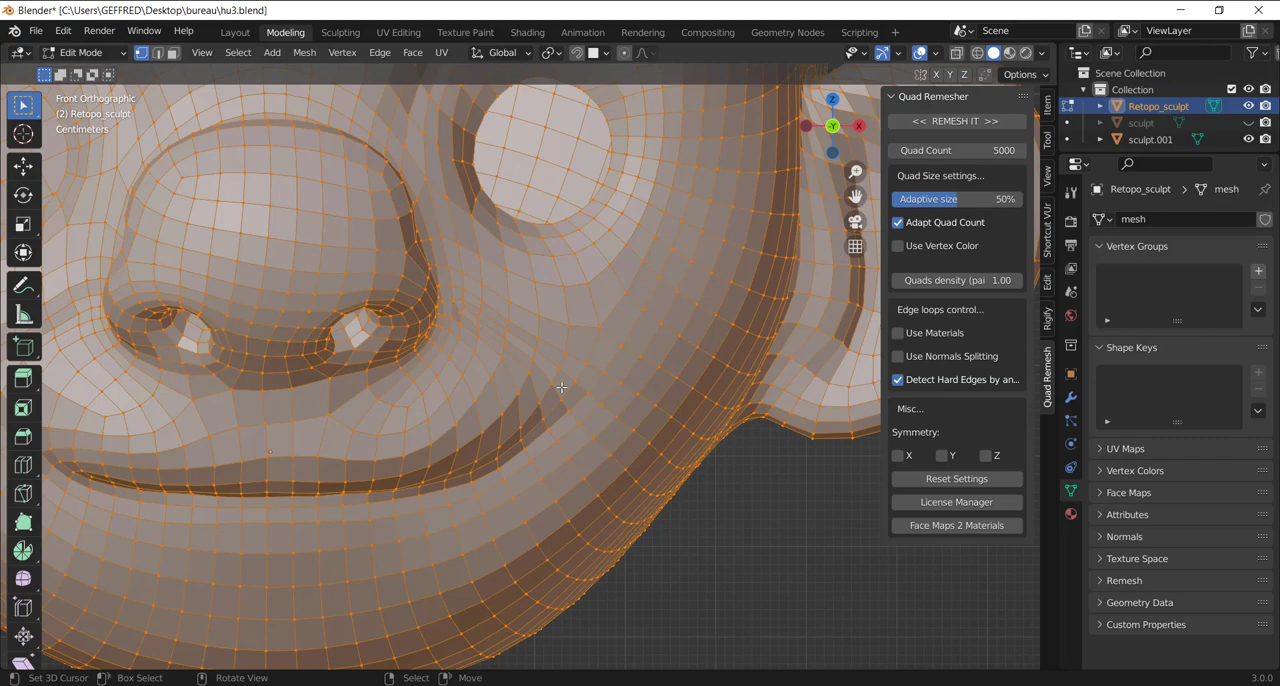 Blender* [C:\Users\GEFFRED\Desktop\bureau\hu3.blend]
File Edit Render Window Help Layout Modeling Sculpting UV Editing Texture Paint Shading Animation Rendering Compositing Geometry Nodes Scripting + Scene ViewLayer
Edit Mode View Select Add Mesh Vertex Edge Face UV Global
X Y Z Options
Front Orthographic
(2) Retopo_sculpt
Centimeters
Z
-Y
X
Quad Remesher
<< REMESH IT >>
Quad Count 5000
Quad Size settings...
Adaptive size 50%
Adapt Quad Count
Use Vertex Color
Quads density (pai 1.00
Edge loops control...
Use Materials
Use Normals Splitting
Detect Hard Edges by an...
Misc...
Symmetry:
X Y Z
Reset Settings
License Manager
Face Maps 2 Materials
Item
Tool
View
Shortcut VUr
Edit
Rigify
Quad Remesh
Scene Collection
Collection
Retopo_sculpt
sculpt
sculpt.001
Retopo_sculpt > mesh
mesh
Vertex Groups
Shape Keys
UV Maps
Vertex Colors
Face Maps
Attributes
Normals
Texture Space
Remesh
Geometry Data
Custom Properties
Set 3D Cursor Box Select Rotate View Select Move 3.0.0